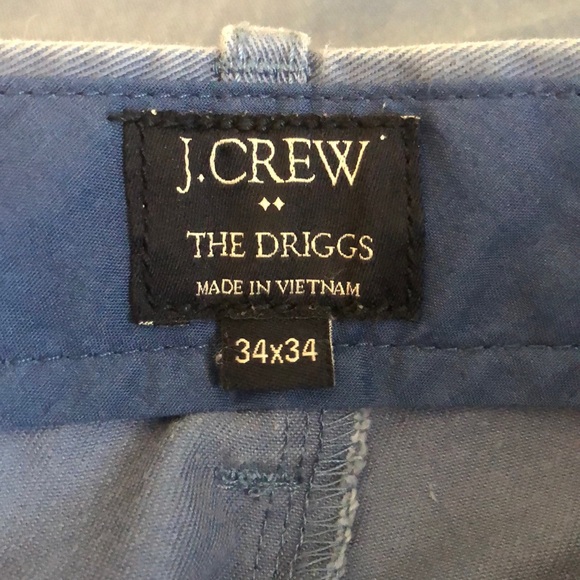 J.CREW
THE DRIGGS
MADE IN VIETNAM
34x34